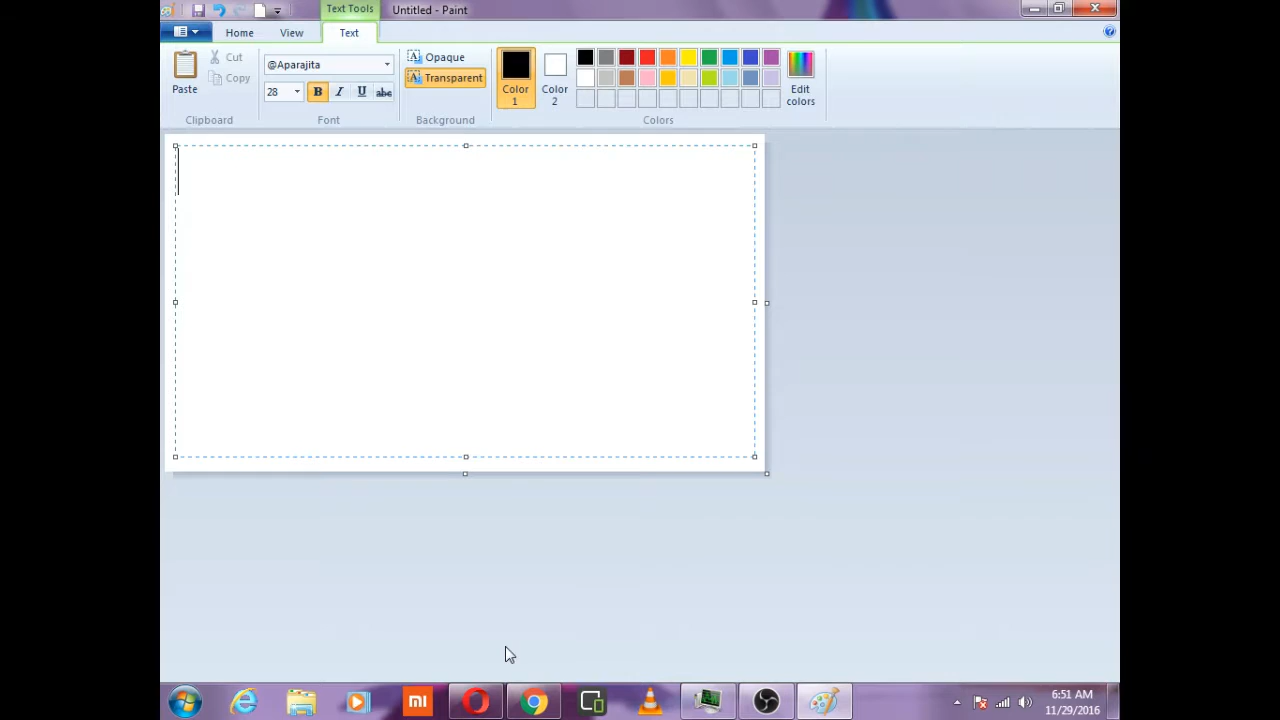 Text Tools
Untitled - Paint
Home
View
Text
Paste
Cut
Copy
Clipboard
@Aparajita
28
B
I
U
abc
Font
A Opaque
A Transparent
Background
Color
1
Color
2
Edit
colors
Colors
mi
6:51 AM
11/29/2016